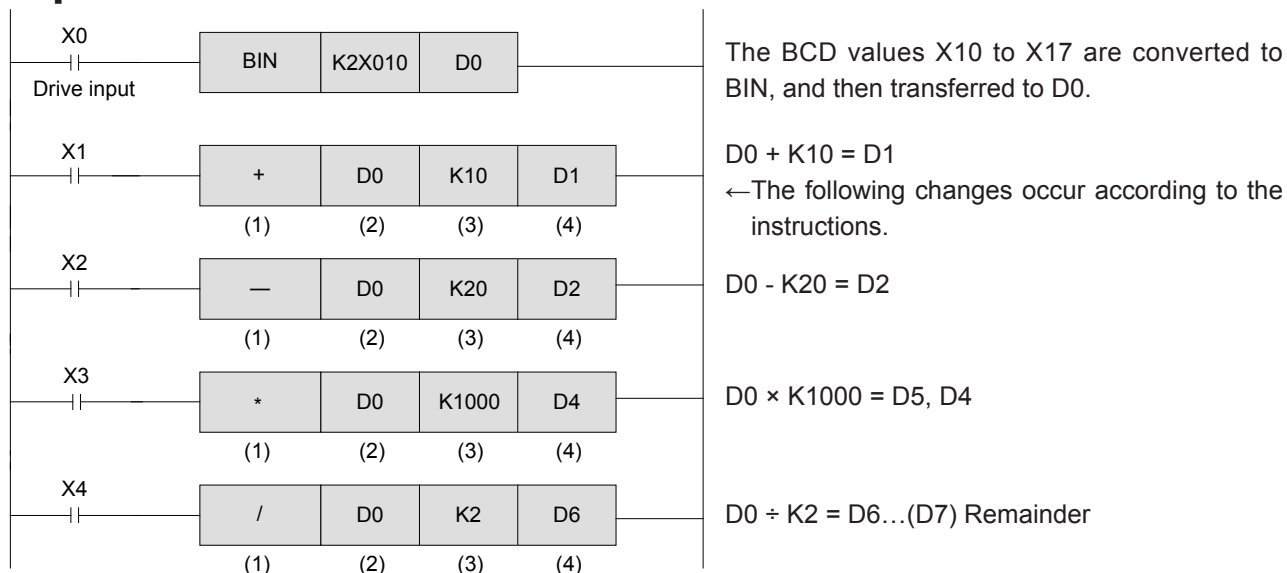 X0
BIN K2X010 D0
Drive input
The BCD values X10 to X17 are converted to
BIN, and then transferred to D0.
X1
+ D0 K10 D1
(1) (2) (3) (4)
D0 + K10 = D1
←The following changes occur according to the
instructions.
X2
— D0 K20 D2
(1) (2) (3) (4)
D0 - K20 = D2
X3
* D0 K1000 D4
(1) (2) (3) (4)
D0 × K1000 = D5, D4
X4
/ D0 K2 D6
(1) (2) (3) (4)
D0 ÷ K2 = D6…(D7) Remainder